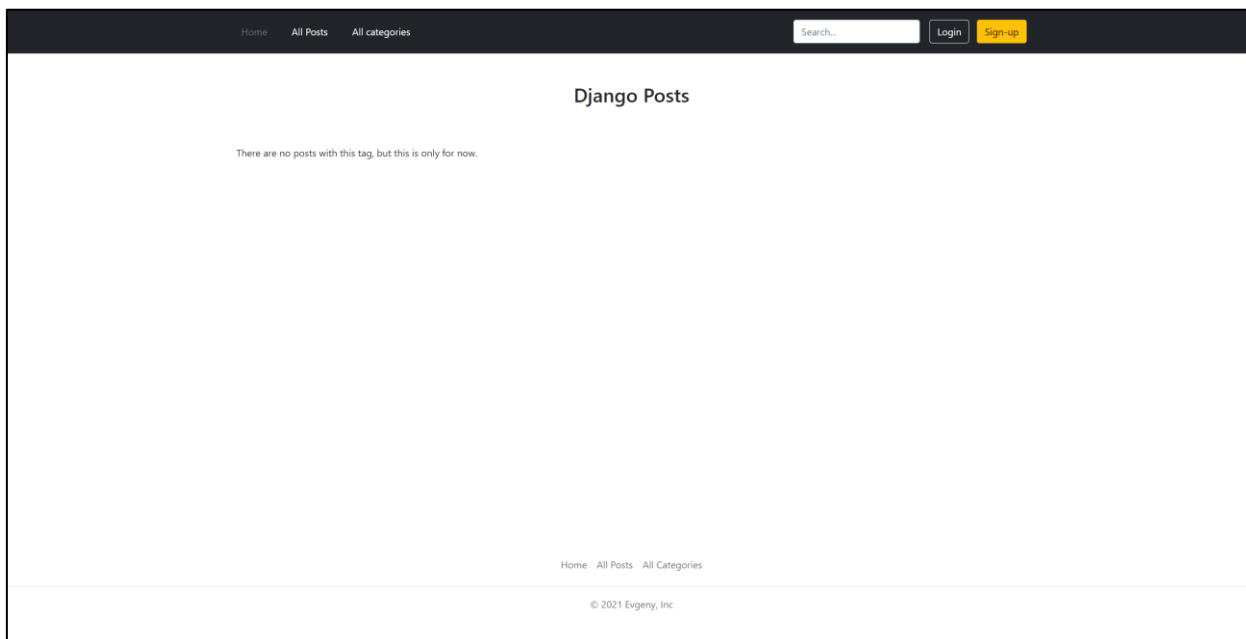 Home All Posts All categories Search... Login Sign-up
Django Posts
There are no posts with this tag, but this is only for now.
Home All Posts All Categories
© 2021 Evgeny, Inc